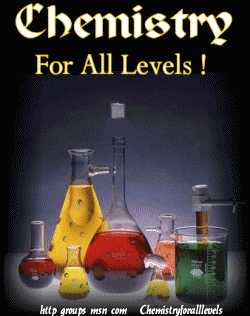 Chemistry
For All Levels !
http groups msn com Chemistryforalllevels